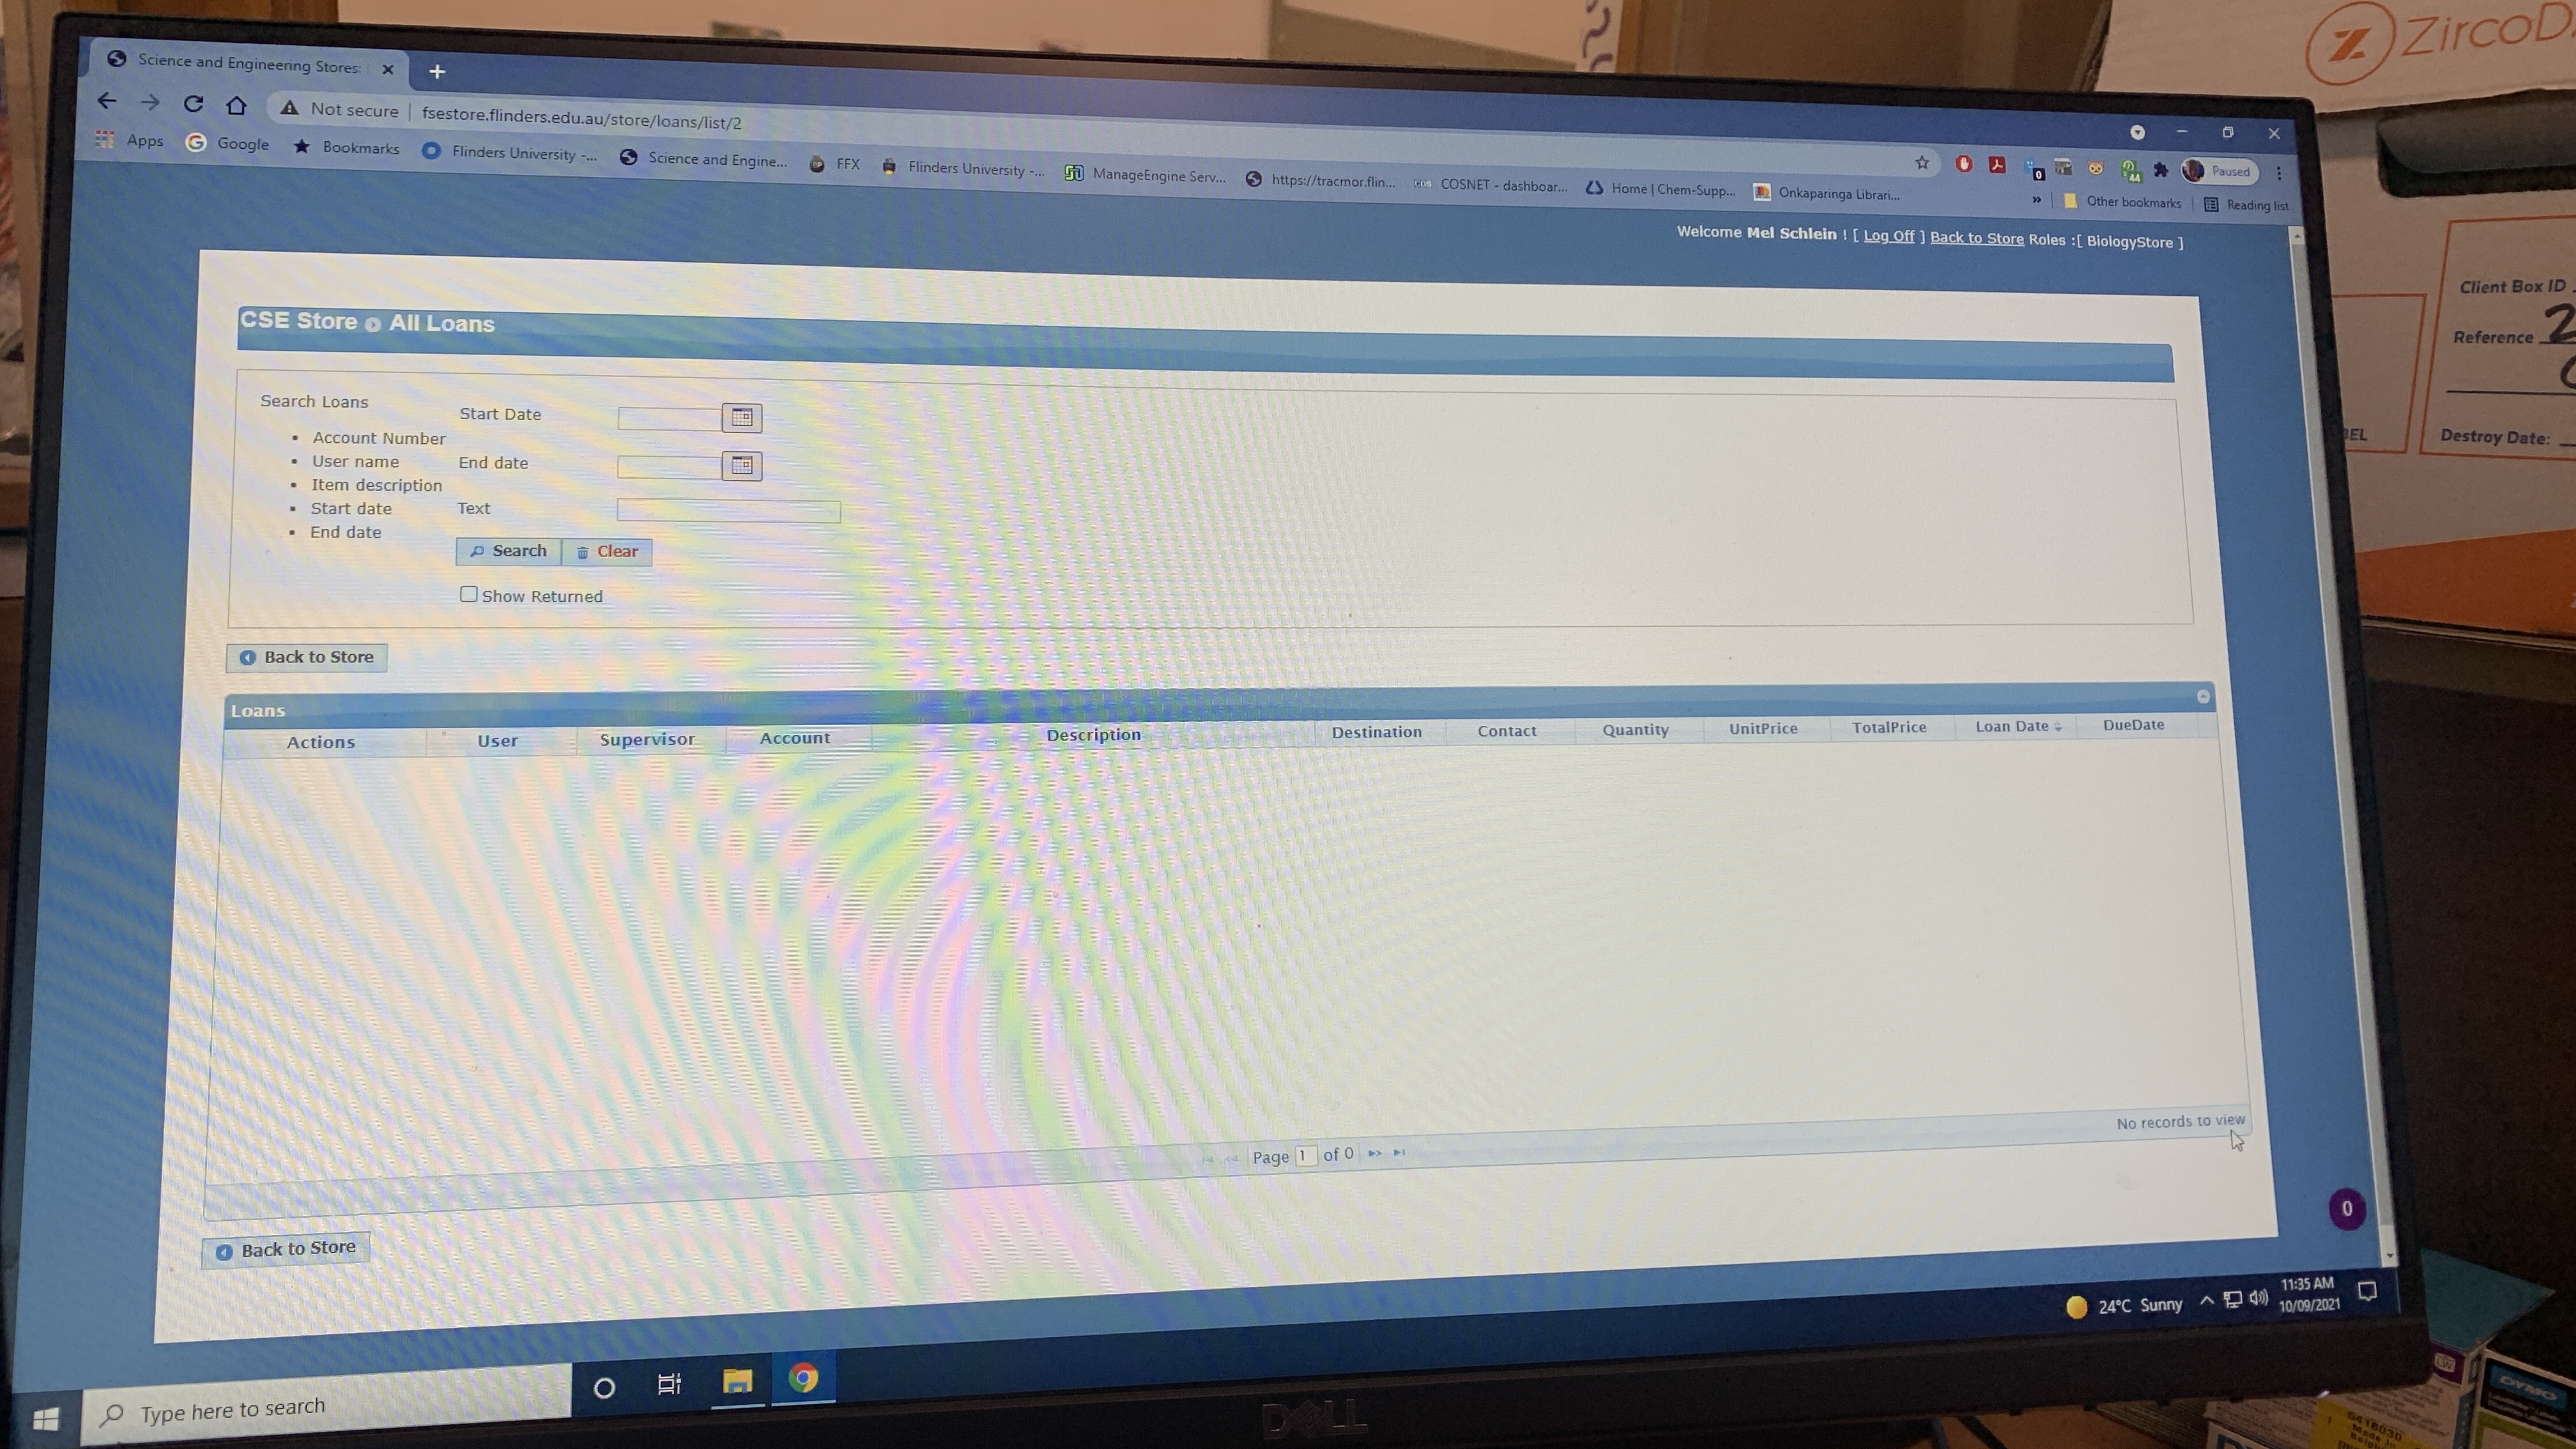 Science and Engineering Stores
Not secure | fsestore.flinders.edu.au/store/loans/list/2
Apps Google Bookmarks Flinders University -... Science and Engine... FFX Flinders University -... ManageEngine Serv... https://tracmor.flin... COSNET - dashboar... Home | Chem-Supp... Onkaparinga Librari... » Other bookmarks Reading list
0 44 Paused
Welcome Mel Schlein ! [ Log Off ] Back to Store Roles :[ BiologyStore ]
CSE Store All Loans
Search Loans
• Account Number
• User name
• Item description
• Start date
• End date
Start Date
End date
Text
Search Clear
Show Returned
Back to Store
Loans
Actions User Supervisor Account Description Destination Contact Quantity UnitPrice TotalPrice Loan Date DueDate
Page 1 of 0
No records to view
Back to Store
0
24°C Sunny
11:35 AM
10/09/2021
Type here to search
DELL
Client Box ID
Reference 2
Destroy Date:
DYMO